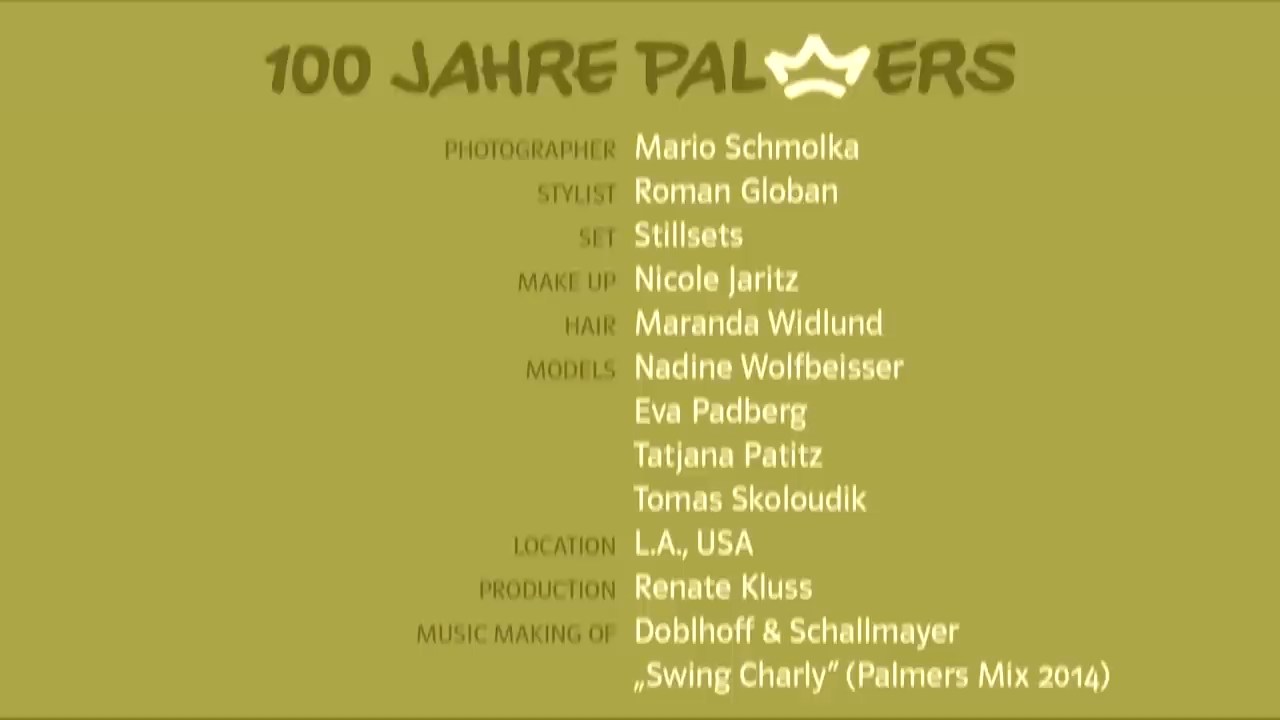 100 JAHRE PALMERS
PHOTOGRAPHER Mario Schmolka
STYLIST Roman Globan
SET Stillsets
MAKE UP Nicole Jaritz
HAIR Maranda Widlund
MODELS Nadine Wolfbeisser
Eva Padberg
Tatjana Patitz
Tomas Skoloudik
LOCATION L.A., USA
PRODUCTION Renate Kluss
MUSIC MAKING OF Doblhoff & Schallmayer
„Swing Charly” (Palmers Mix 2014)